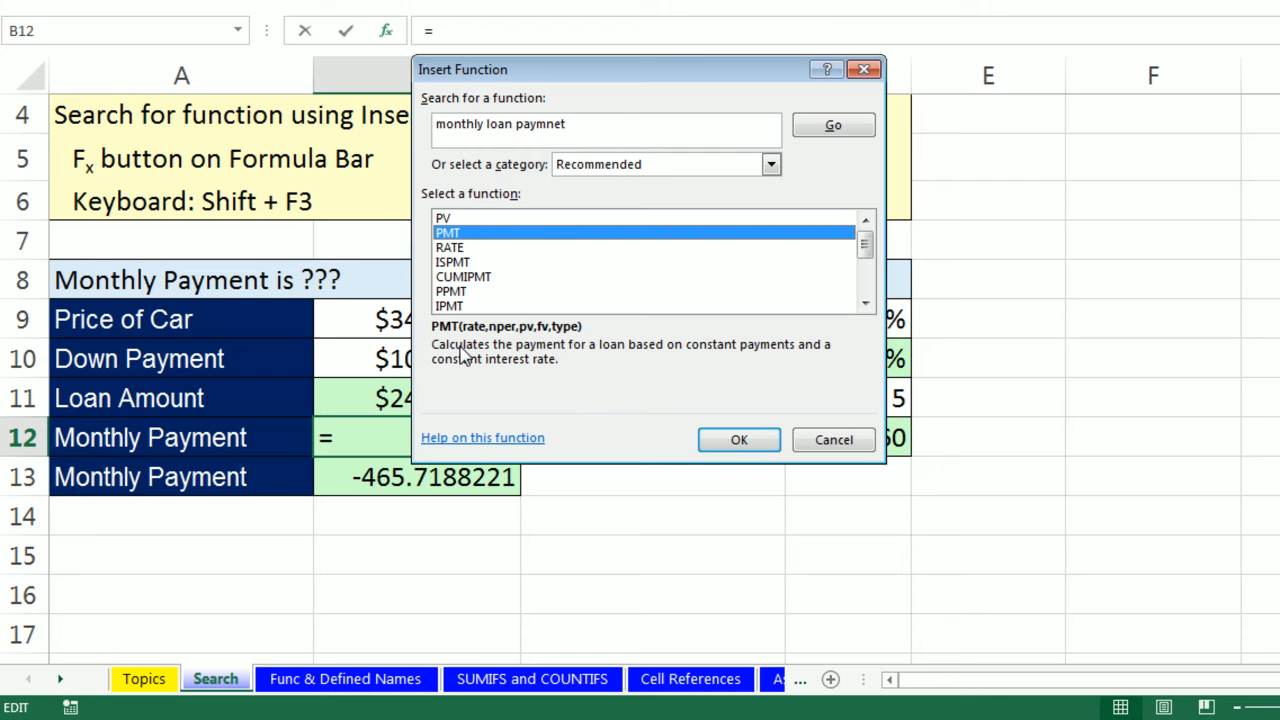 B12
fx
=
A
E
F
4
Search for function using Inse
5
Fx button on Formula Bar
6
Keyboard: Shift + F3
7
8
Monthly Payment is ???
9
Price of Car
$34
%
10
Down Payment
$10
%
11
Loan Amount
$24
5
12
Monthly Payment
=
60
13
Monthly Payment
-465.7188221
14
15
16
17
Insert Function
?
Search for a function:
monthly loan paymnet
Go
Or select a category:
Recommended
Select a function:
PV
PMT
RATE
ISPMT
CUMIPMT
PPMT
IPMT
PMT(rate,nper,pv,fv,type)
Calculates the payment for a loan based on constant payments and a
constant interest rate.
Help on this function
OK
Cancel
Topics
Search
Func & Defined Names
SUMIFS and COUNTIFS
Cell References
...
EDIT